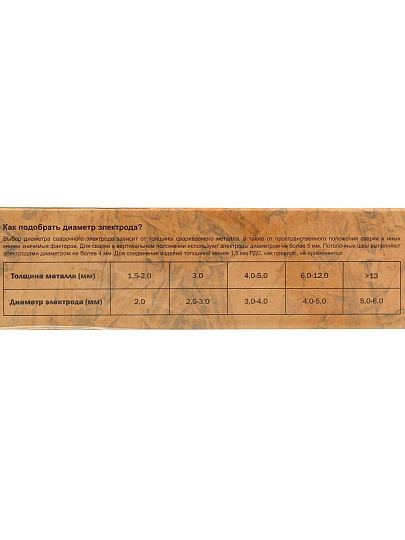 Как подобрать диаметр электрода?
Выбор диаметра сварочного электрода зависит от толщины свариваемого металла, а также от пространственного положения сварки и иных
менее значимых факторов. Для сварки в вертикальном положении используют электроды диаметром не более 5 мм. Потолочные швы выполняют
электродами диаметром не более 4 мм. Для соединения изделий толщиной менее 1,5 мм РДС, как правило, не применяется.
Толщина металла (мм) 1,5-2,0 3,0 4,0-5,0 6,0-12,0 >13
Диаметр электрода (мм) 2,0 2,5-3,0 3,0-4,0 4,0-5,0 5,0-6,0